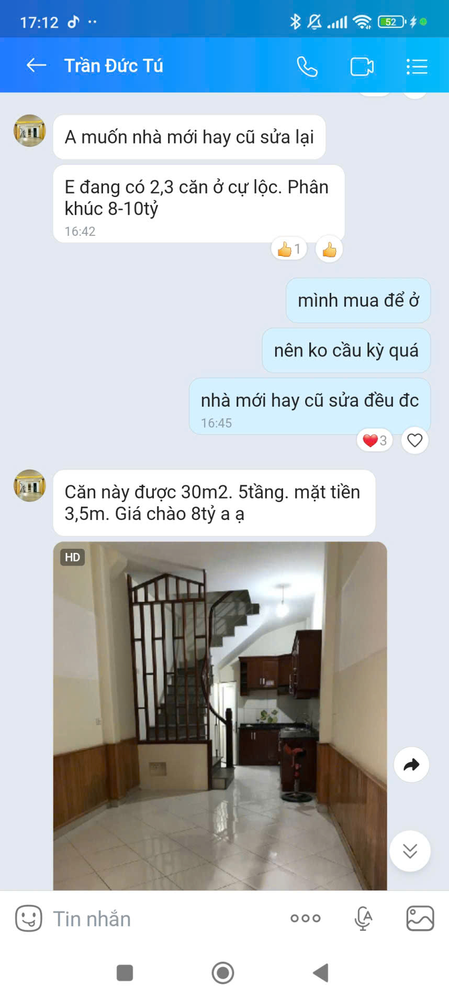 17:12
52
Trần Đức Tú
A muốn nhà mới hay cũ sửa lại
E đang có 2,3 căn ở cự lộc. Phân
khúc 8-10tỷ
16:42
1
mình mua để ở
nên ko cầu kỳ quá
nhà mới hay cũ sửa đều đc
16:45
3
Căn này được 30m2. 5tầng. mặt tiền
3,5m. Giá chào 8tỷ a ạ
HD
Tin nhắn